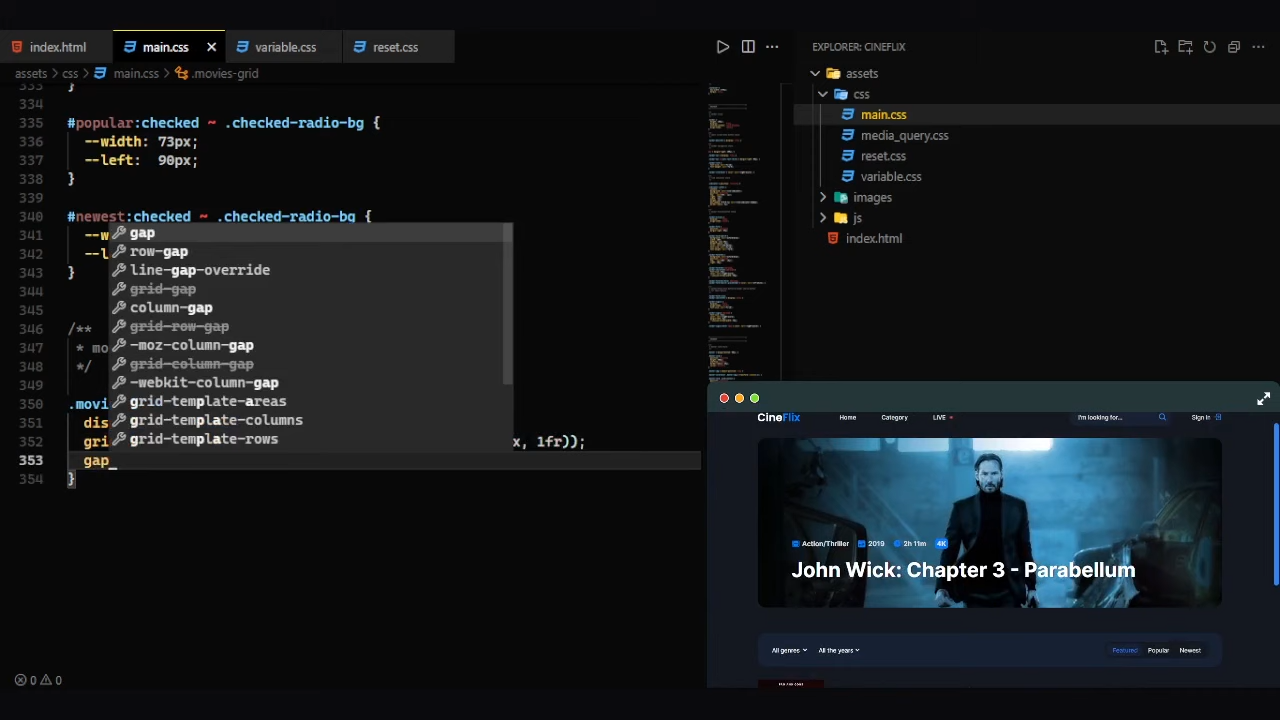 index.html
main.css
variable.css
reset.css
EXPLORER: CINEFLIX
assets > css > main.css > .movies-grid
333 }
334
335 #popular:checked ~ .checked-radio-bg {
336 --width: 73px;
337 --left:  90px;
338 }
339
340 #newest:checked ~ .checked-radio-bg {
341 --w
342 --l
343 }
344
345
346 /**
347 * mo
348 */
349
350 .movi
351 dis
352 gri x, 1fr));
353 gap
354 }
gap
row-gap
line-gap-override
grid-gap
column-gap
grid-row-gap
-moz-column-gap
grid-column-gap
-webkit-column-gap
grid-template-areas
grid-template-columns
grid-template-rows
0 0
assets
css
main.css
media_query.css
reset.css
variable.css
images
js
index.html
CineFlix
Home
Category
LIVE
I'm looking for...
Sign in
Action/Thriller
2019
2h 11m
4K
John Wick: Chapter 3 - Parabellum
All genres
All the years
Featured
Popular
Newest